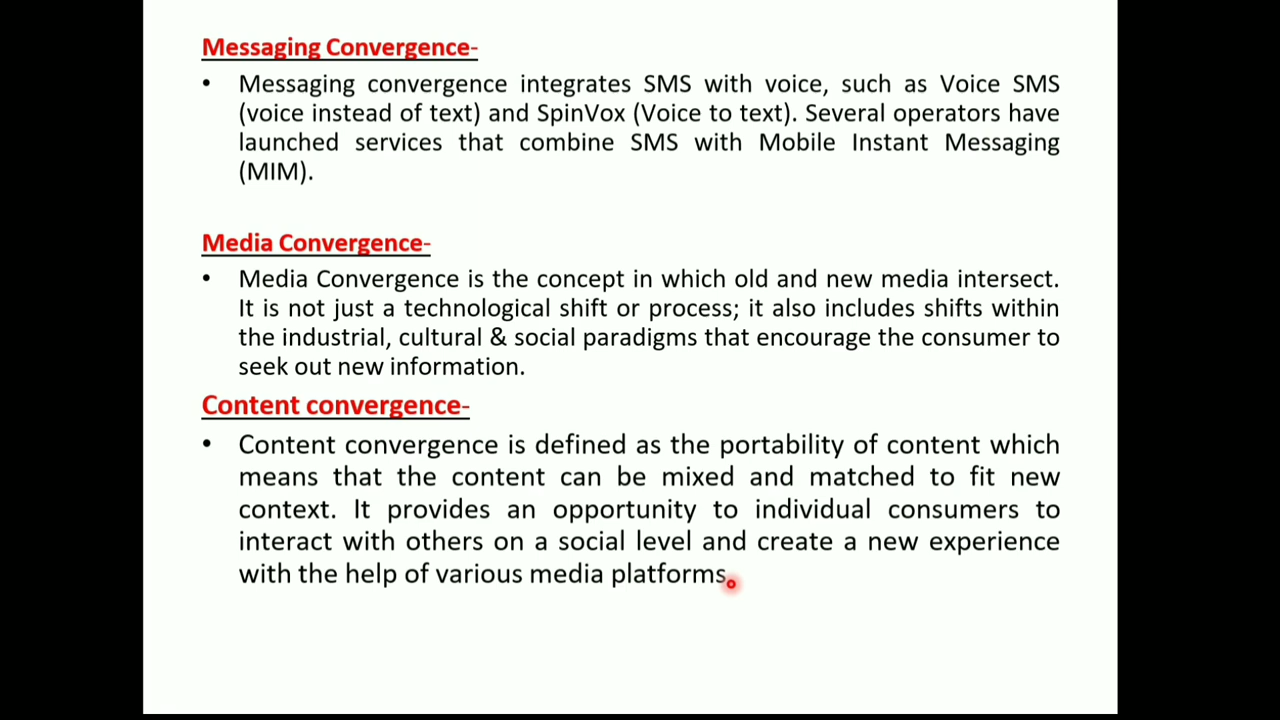 Messaging Convergence-
• Messaging convergence integrates SMS with voice, such as Voice SMS
(voice instead of text) and SpinVox (Voice to text). Several operators have
launched services that combine SMS with Mobile Instant Messaging
(MIM).
Media Convergence-
• Media Convergence is the concept in which old and new media intersect.
It is not just a technological shift or process; it also includes shifts within
the industrial, cultural & social paradigms that encourage the consumer to
seek out new information.
Content convergence-
• Content convergence is defined as the portability of content which
means that the content can be mixed and matched to fit new
context. It provides an opportunity to individual consumers to
interact with others on a social level and create a new experience
with the help of various media platforms.